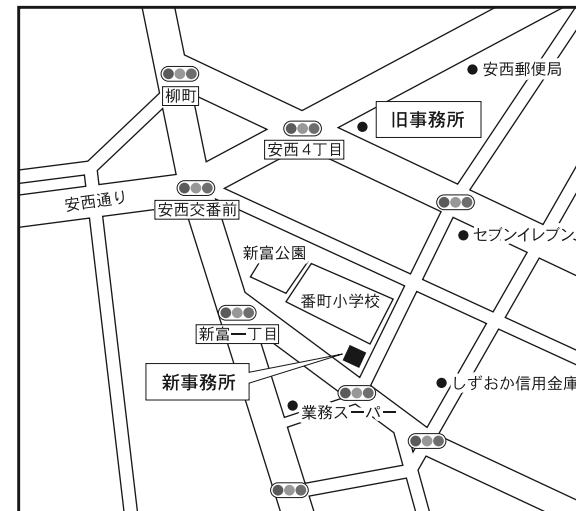 安西郵便局
柳町
旧事務所
安西4丁目
安西通り
安西交番前
セブンイレブン
新富公園
番町小学校
新富一丁目
新事務所
しずおか信用金庫
業務スーパー